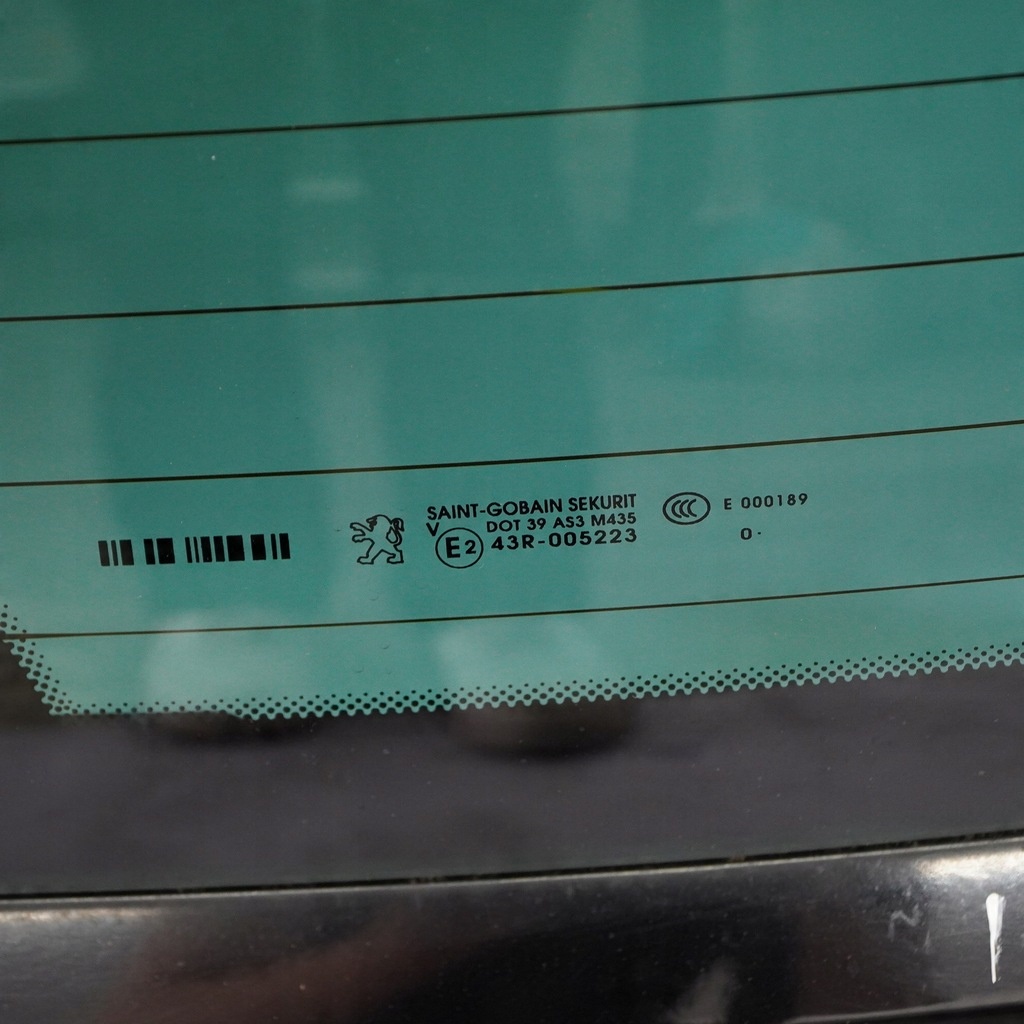 SAINT-GOBAIN SEKURIT
V DOT 39 AS3 M435
E2 43R-005223
CCC E 000189
0.